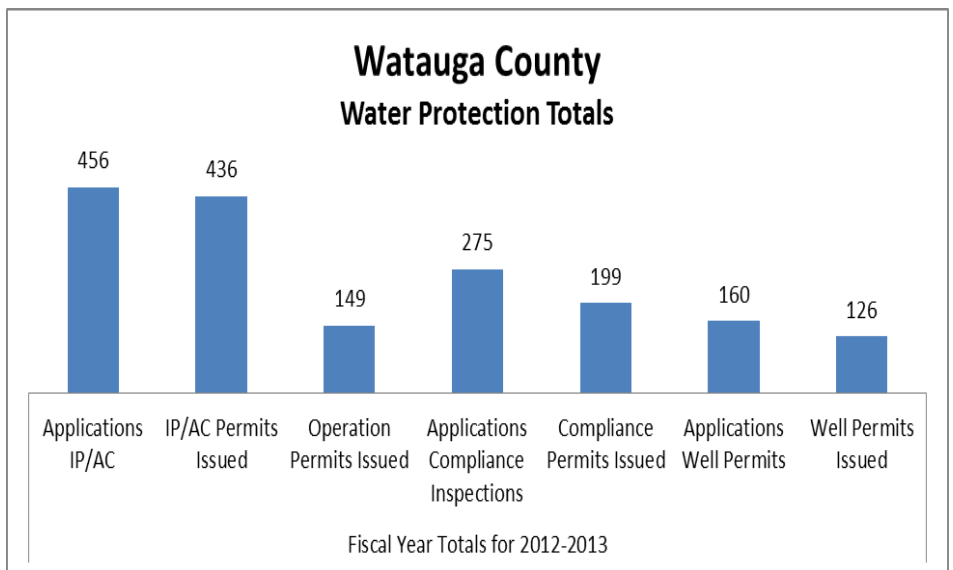 Watauga County
Water Protection Totals
456
436
149
275
199
160
126
Applications
IP/AC
IP/AC Permits
Issued
Operation
Permits Issued
Applications
Compliance
Inspections
Compliance
Permits Issued
Applications
Well Permits
Well Permits
Issued
Fiscal Year Totals for 2012-2013